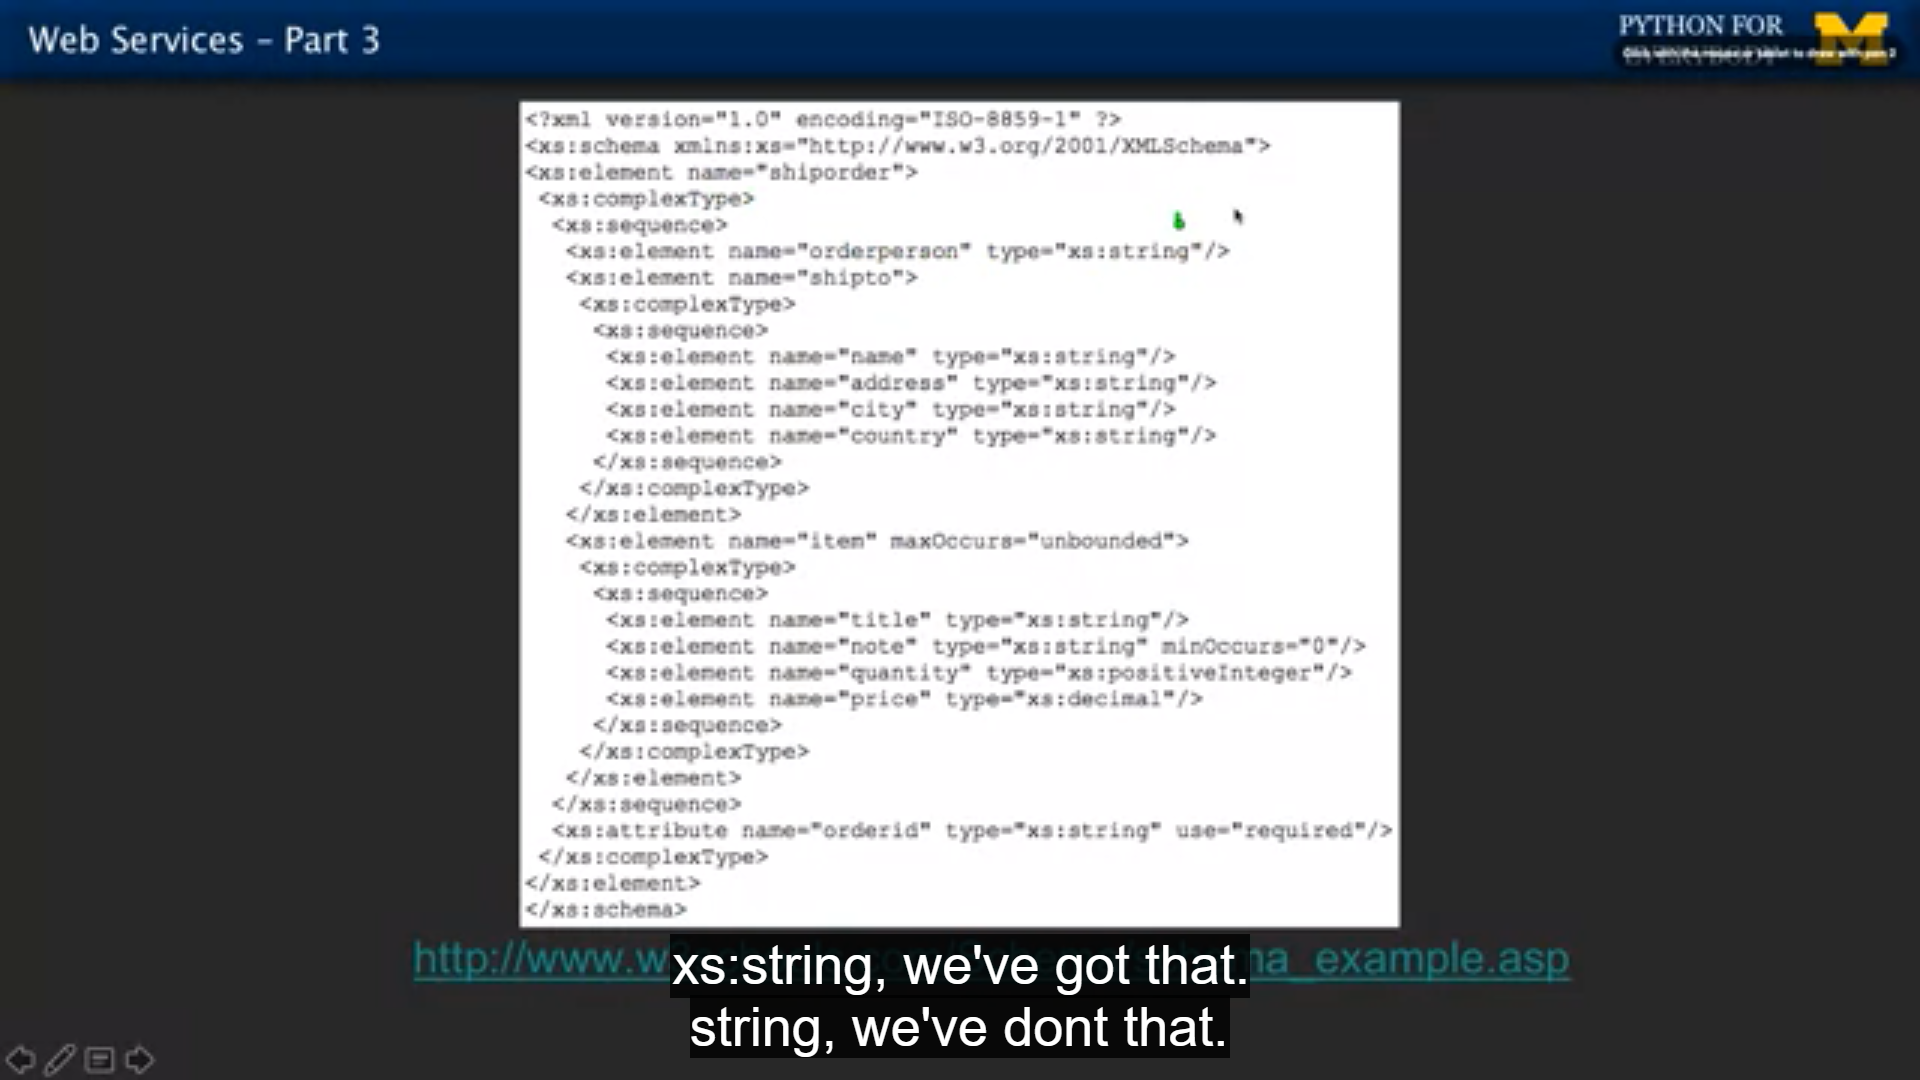 Web Services – Part 3
PYTHON FOR
EVERYBODY
<?xml version="1.0" encoding="ISO-8859-1" ?>
<xs:schema xmlns:xs="http://www.w3.org/2001/XMLSchema">
<xs:element name="shiporder">
<xs:complexType>
<xs:sequence>
<xs:element name="orderperson" type="xs:string"/>
<xs:element name="shipto">
<xs:complexType>
<xs:sequence>
<xs:element name="name" type="xs:string"/>
<xs:element name="address" type="xs:string"/>
<xs:element name="city" type="xs:string"/>
<xs:element name="country" type="xs:string"/>
</xs:sequence>
</xs:complexType>
</xs:element>
<xs:element name="item" maxOccurs="unbounded">
<xs:complexType>
<xs:sequence>
<xs:element name="title" type="xs:string"/>
<xs:element name="note" type="xs:string" minOccurs="0"/>
<xs:element name="quantity" type="xs:positiveInteger"/>
<xs:element name="price" type="xs:decimal"/>
</xs:sequence>
</xs:complexType>
</xs:element>
</xs:sequence>
<xs:attribute name="orderid" type="xs:string" use="required"/>
</xs:complexType>
</xs:element>
</xs:schema>
http://www.w a_example.asp
xs:string, we've got that.
string, we've dont that.